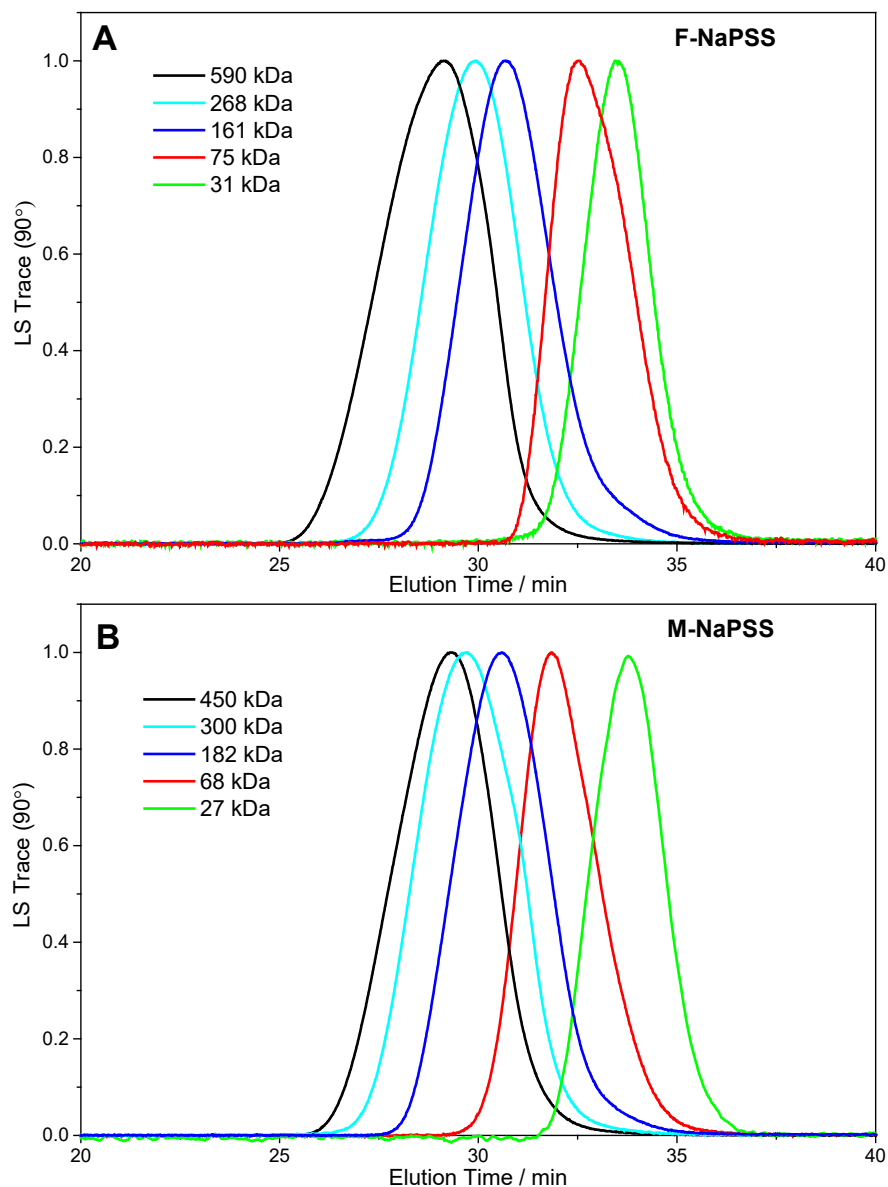 A
F-NaPSS
590 kDa
268 kDa
161 kDa
75 kDa
31 kDa
LS Trace (90°)
1.0
0.8
0.6
0.4
0.2
0.0
20
25
30
35
40
Elution Time / min
B
M-NaPSS
450 kDa
300 kDa
182 kDa
68 kDa
27 kDa
LS Trace (90°)
1.0
0.8
0.6
0.4
0.2
0.0
20
25
30
35
40
Elution Time / min